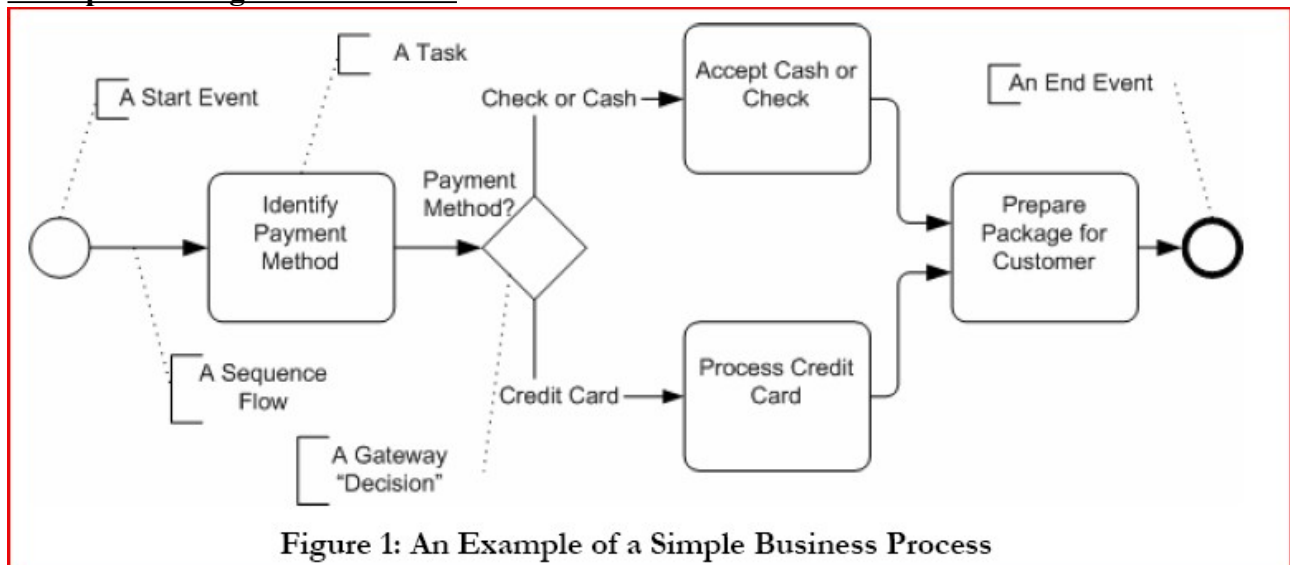 A Task
A Start Event
Check or Cash
Accept Cash or
Check
An End Event
Identify
Payment
Method
Payment
Method?
Prepare
Package for
Customer
A Sequence
Flow
Credit Card
Process Credit
Card
A Gateway
“Decision”
Figure 1: An Example of a Simple Business Process